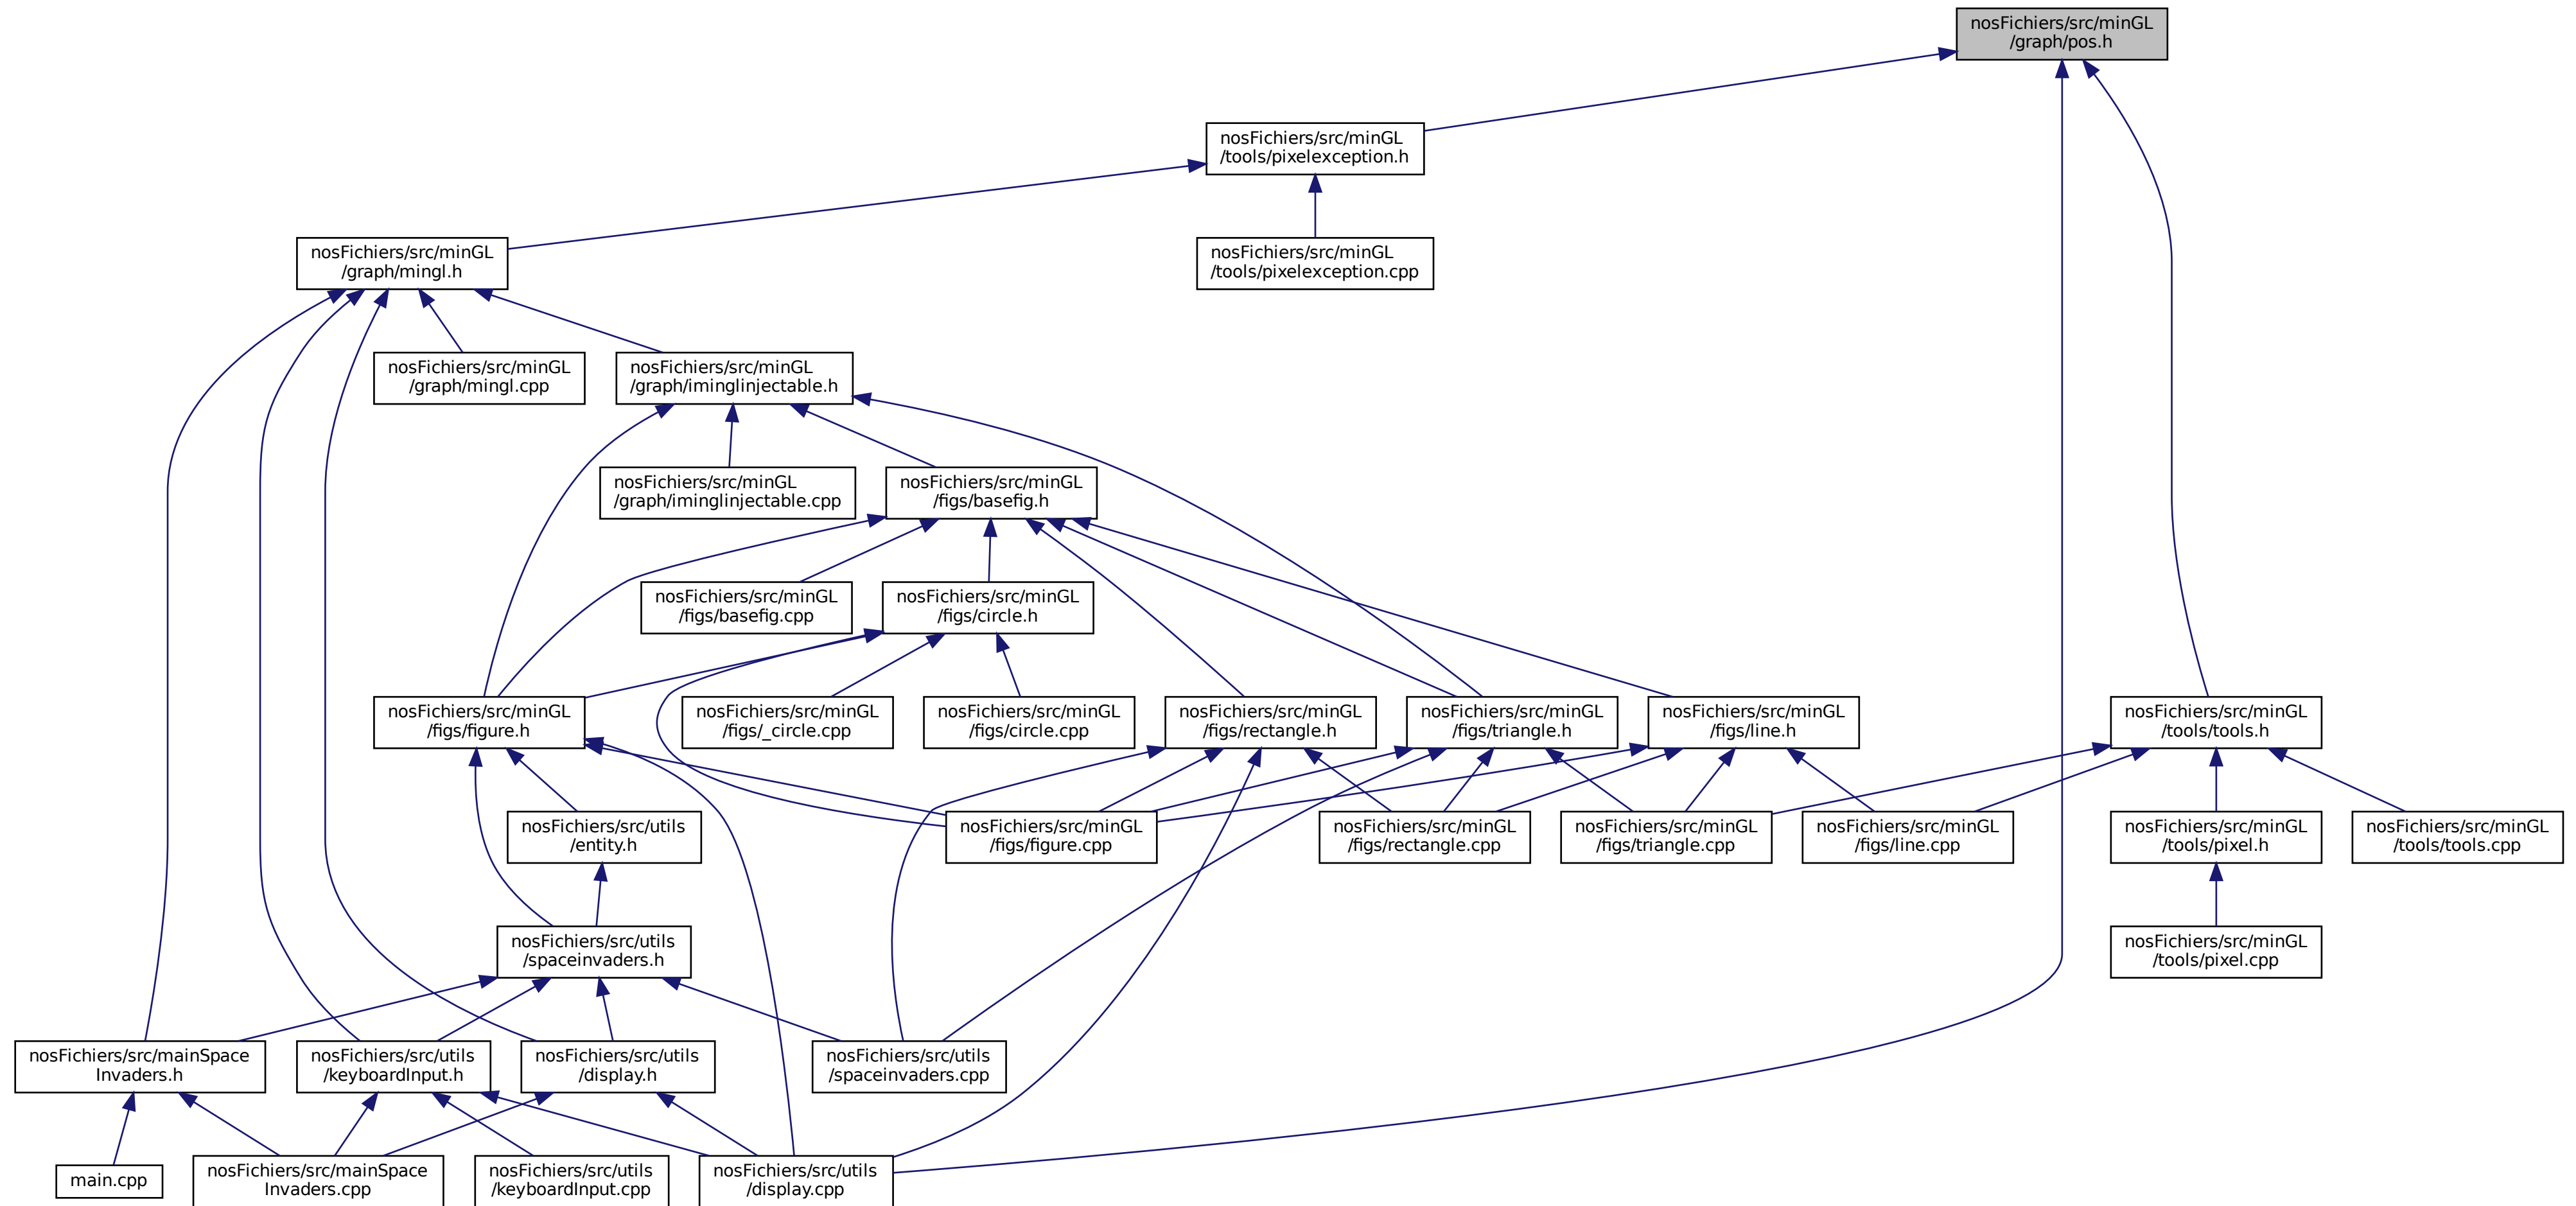 nosFichiers/src/minGL
/graph/pos.h
nosFichiers/src/minGL
/tools/pixelexception.h
nosFichiers/src/minGL
/graph/mingl.h
nosFichiers/src/minGL
/tools/pixelexception.cpp
nosFichiers/src/minGL
/graph/mingl.cpp
nosFichiers/src/minGL
/graph/iminglinjectable.h
nosFichiers/src/minGL
/graph/iminglinjectable.cpp
nosFichiers/src/minGL
/figs/basefig.h
nosFichiers/src/minGL
/figs/basefig.cpp
nosFichiers/src/minGL
/figs/circle.h
nosFichiers/src/minGL
/figs/figure.h
nosFichiers/src/minGL
/figs/_circle.cpp
nosFichiers/src/minGL
/figs/circle.cpp
nosFichiers/src/minGL
/figs/rectangle.h
nosFichiers/src/minGL
/figs/triangle.h
nosFichiers/src/minGL
/figs/line.h
nosFichiers/src/minGL
/tools/tools.h
nosFichiers/src/utils
/entity.h
nosFichiers/src/minGL
/figs/figure.cpp
nosFichiers/src/minGL
/figs/rectangle.cpp
nosFichiers/src/minGL
/figs/triangle.cpp
nosFichiers/src/minGL
/figs/line.cpp
nosFichiers/src/minGL
/tools/pixel.h
nosFichiers/src/minGL
/tools/tools.cpp
nosFichiers/src/utils
/spaceinvaders.h
nosFichiers/src/minGL
/tools/pixel.cpp
nosFichiers/src/mainSpace
Invaders.h
nosFichiers/src/utils
/keyboardInput.h
nosFichiers/src/utils
/display.h
nosFichiers/src/utils
/spaceinvaders.cpp
main.cpp
nosFichiers/src/mainSpace
Invaders.cpp
nosFichiers/src/utils
/keyboardInput.cpp
nosFichiers/src/utils
/display.cpp